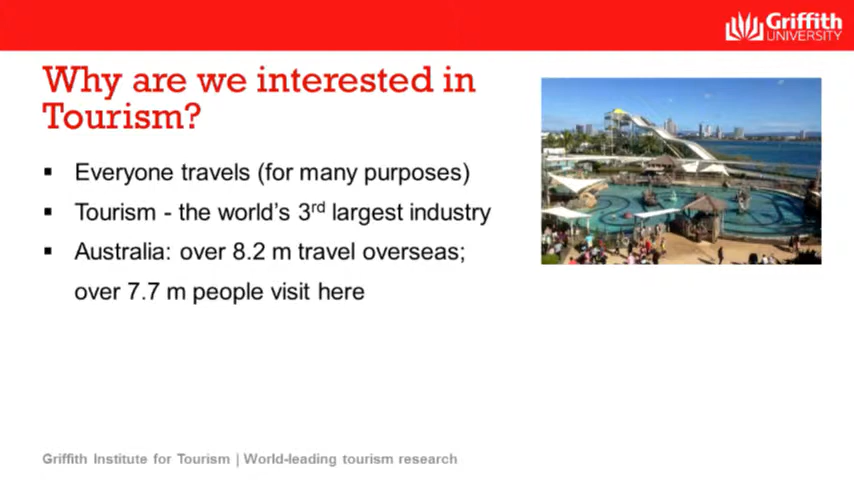 Griffith
UNIVERSITY
Why are we interested in
Tourism?
▪ Everyone travels (for many purposes)
▪ Tourism - the world's 3rd largest industry
▪ Australia: over 8.2 m travel overseas;
over 7.7 m people visit here
Griffith Institute for Tourism | World-leading tourism research